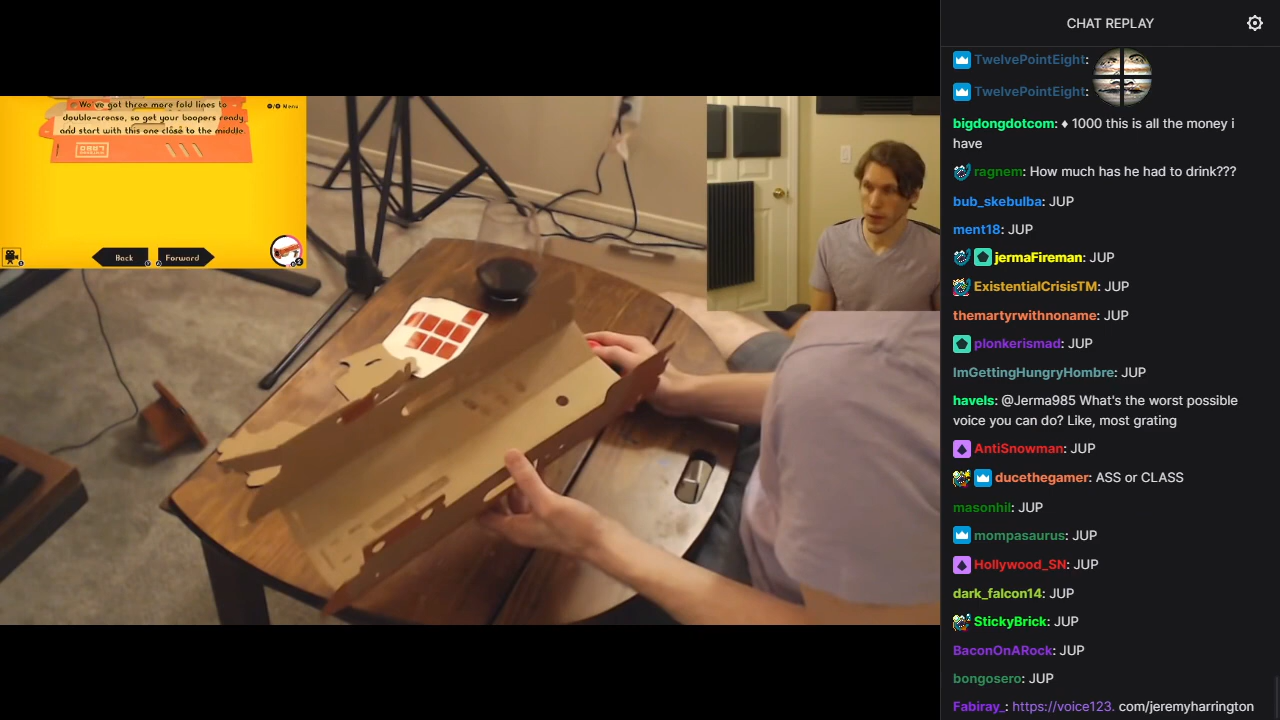 We've got three more fold lines to
double-crease, so get your boopers ready
and start with this one close to the middle.
Menu
Back
Forward
CHAT REPLAY
TwelvePointEight:
TwelvePointEight:
bigdongdotcom: ♦ 1000 this is all the money i
have
ragnem: How much has he had to drink???
bub_skebulba: JUP
ment18: JUP
jermaFireman: JUP
ExistentialCrisisTM: JUP
themartyrwithnoname: JUP
plonkerismad: JUP
ImGettingHungryHombre: JUP
havels: @Jerma985 What's the worst possible
voice you can do? Like, most grating
AntiSnowman: JUP
ducethegamer: ASS or CLASS
masonhil: JUP
mompasaurus: JUP
Hollywood_SN: JUP
dark_falcon14: JUP
StickyBrick: JUP
BaconOnARock: JUP
bongosero: JUP
Fabiray_: https://voice123. com/jeremyharrington